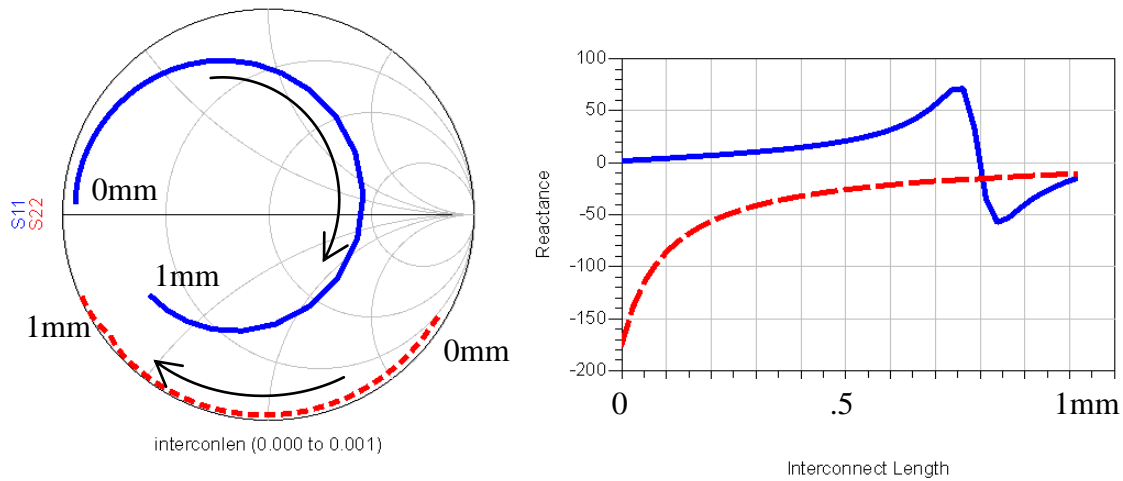 S11
S22
0mm
1mm
1mm
0mm
interconlen (0.000 to 0.001)
Reactance
100
50
0
-50
-100
-150
-200
0 .5 1mm
Interconnect Length